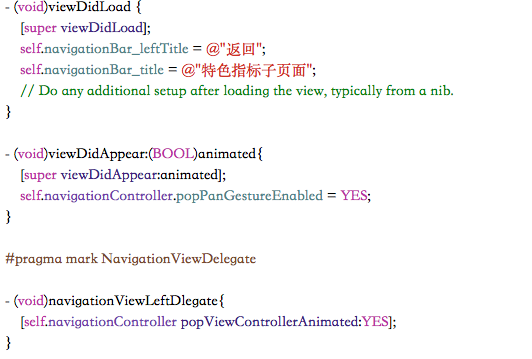 - (void)viewDidLoad {
[super viewDidLoad];
self.navigationBar_leftTitle = @"返回";
self.navigationBar_title = @"特色指标子页面";
// Do any additional setup after loading the view, typically from a nib.
}
- (void)viewDidAppear:(BOOL)animated{
[super viewDidAppear:animated];
self.navigationController.popPanGestureEnabled = YES;
}
#pragma mark NavigationViewDelegate
- (void)navigationViewLeftDlegate{
[self.navigationController popViewControllerAnimated:YES];
}